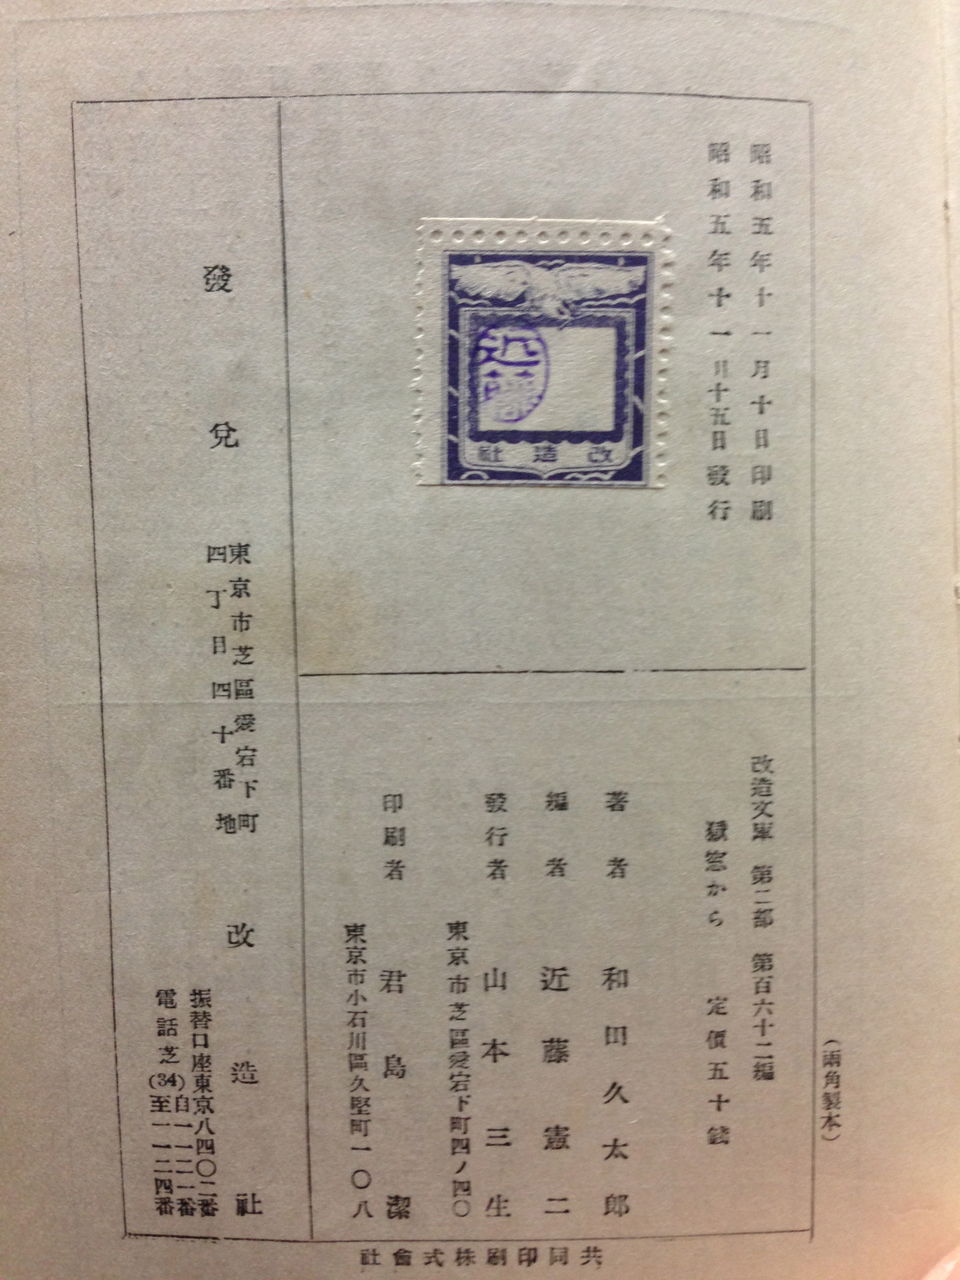 昭和五年十一月十日印刷
昭和五年十一月十五日發行
近藤
改造社
改造文庫 第二部 第百六十二編
獄窓から 定價五十錢
著者 和田久太郎
編者 近藤憲二
發行者 山本三生
東京市芝區愛宕下町四ノ四〇
印刷者 君島潔
東京市小石川區久堅町一〇八
發兌
東京市芝區愛宕下町
四丁目四十番地
改造社
振替口座東京八四〇二番
電話芝(34)自一一二一番
至一一二四番
(兩角製本)
共同印刷株式會社